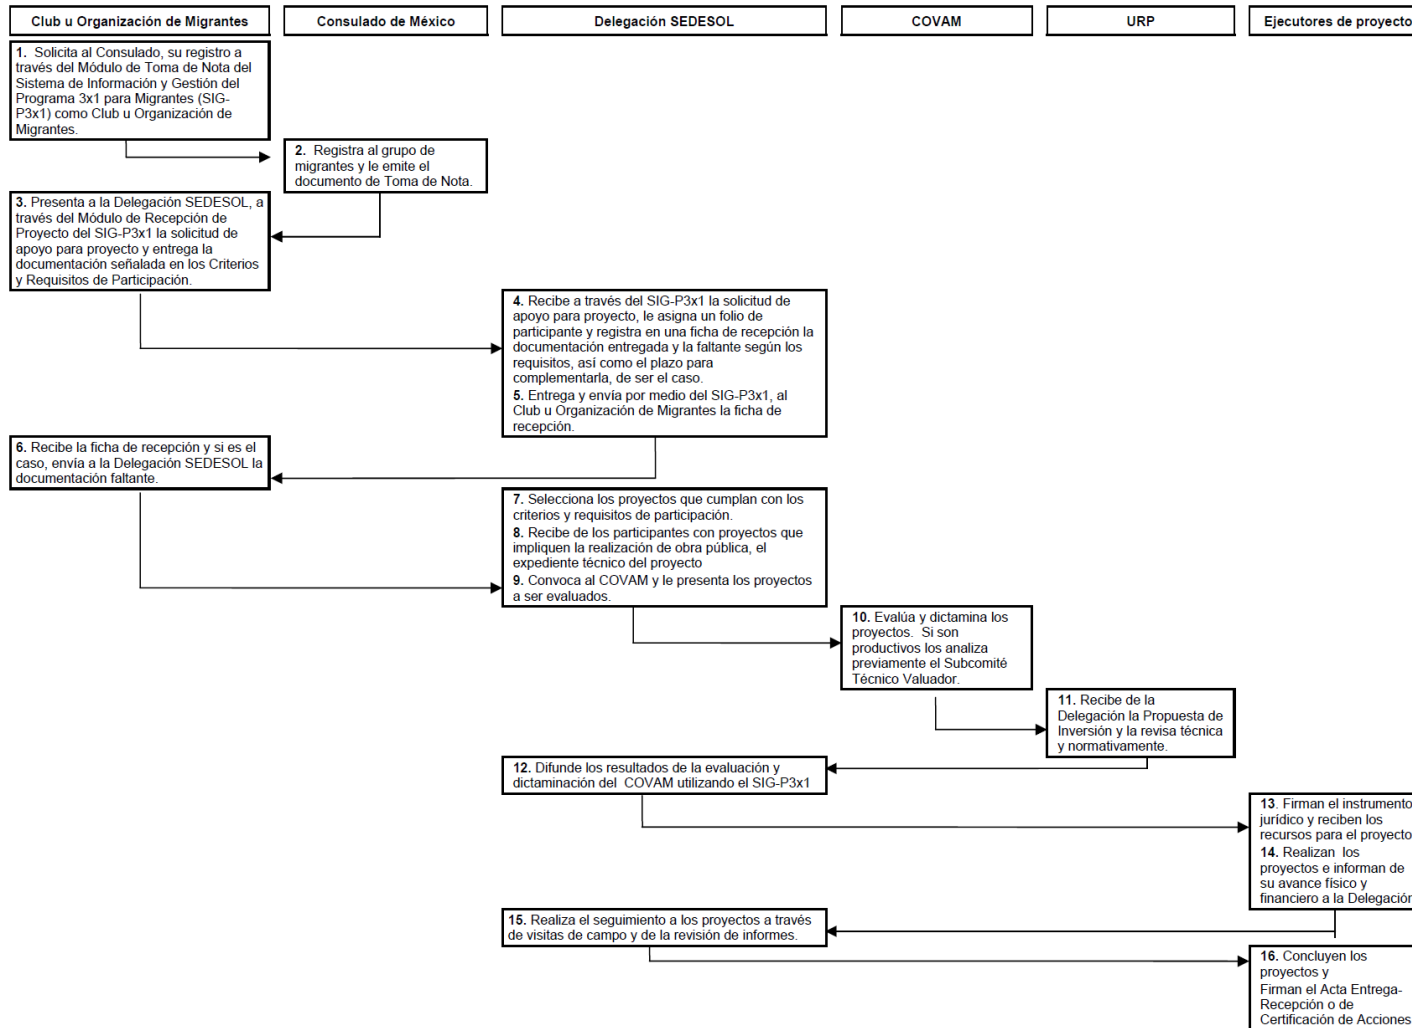 Club u Organización de Migrantes
Consulado de México
Delegación SEDESOL
COVAM
URP
Ejecutores de proyecto
1. Solicita al Consulado, su registro a
través del Módulo de Toma de Nota del
Sistema de Información y Gestión del
Programa 3x1 para Migrantes (SIG-
P3x1) como Club u Organización de
Migrantes.
2. Registra al grupo de
migrantes y le emite el
documento de Toma de Nota.
3. Presenta a la Delegación SEDESOL, a
través del Módulo de Recepción de
Proyecto del SIG-P3x1 la solicitud de
apoyo para proyecto y entrega la
documentación señalada en los Criterios
y Requisitos de Participación.
4. Recibe a través del SIG-P3x1 la solicitud de
apoyo para proyecto, le asigna un folio de
participante y registra en una ficha de recepción la
documentación entregada y la faltante según los
requisitos, así como el plazo para
complementarla, de ser el caso.
5. Entrega y envía por medio del SIG-P3x1, al
Club u Organización de Migrantes la ficha de
recepción.
6. Recibe la ficha de recepción y si es el
caso, envía a la Delegación SEDESOL la
documentación faltante.
7. Selecciona los proyectos que cumplan con los
criterios y requisitos de participación.
8. Recibe de los participantes con proyectos que
impliquen la realización de obra pública, el
expediente técnico del proyecto
9. Convoca al COVAM y le presenta los proyectos
a ser evaluados.
10. Evalúa y dictamina los
proyectos. Si son
productivos los analiza
previamente el Subcomité
Técnico Valuador.
11. Recibe de la
Delegación la Propuesta de
Inversión y la revisa técnica
y normativamente.
12. Difunde los resultados de la evaluación y
dictaminación del COVAM utilizando el SIG-P3x1
13. Firman el instrumento
jurídico y reciben los
recursos para el proyecto
14. Realizan los
proyectos e informan de
su avance físico y
financiero a la Delegación
15. Realiza el seguimiento a los proyectos a través
de visitas de campo y de la revisión de informes.
16. Concluyen los
proyectos y
Firman el Acta Entrega-
Recepción o de
Certificación de Acciones